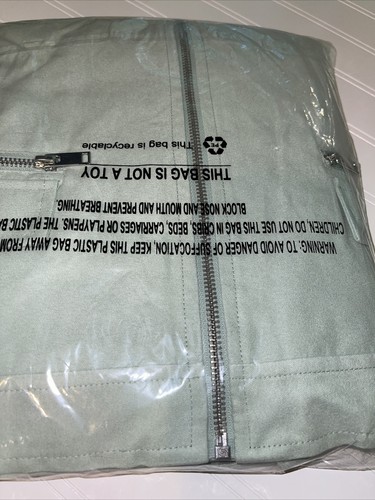 WARNING: TO AVOID DANGER OF SUFFOCATION, KEEP THIS PLASTIC BAG AWAY FROM
CHILDREN, DO NOT USE THIS BAG IN CRIBS, BEDS, CARRIAGES OR PLAYPENS. THE PLASTIC
BLOCK NOSE AND MOUTH AND PREVENT BREATHING.
THIS BAG IS NOT A TOY
This bag is recyclable
PE